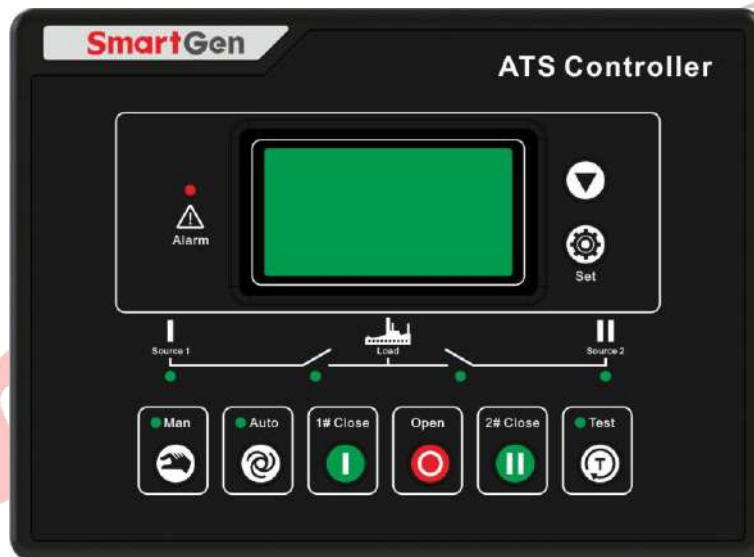 SmartGen
ATS Controller
Alarm
Set
I
II
Source 1
Load
Source 2
Man
Auto
1# Close
Open
2# Close
Test
I
O
II
T